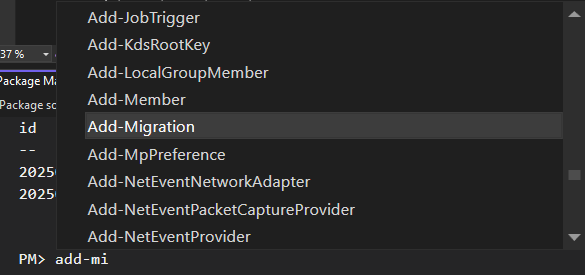 Add-JobTrigger
Add-KdsRootKey
37 %
Add-LocalGroupMember
Package Ma
Add-Member
Package so
Add-Migration
id
--
Add-MpPreference
2025
Add-NetEventNetworkAdapter
2025
Add-NetEventPacketCaptureProvider
Add-NetEventProvider
PM> add-mi